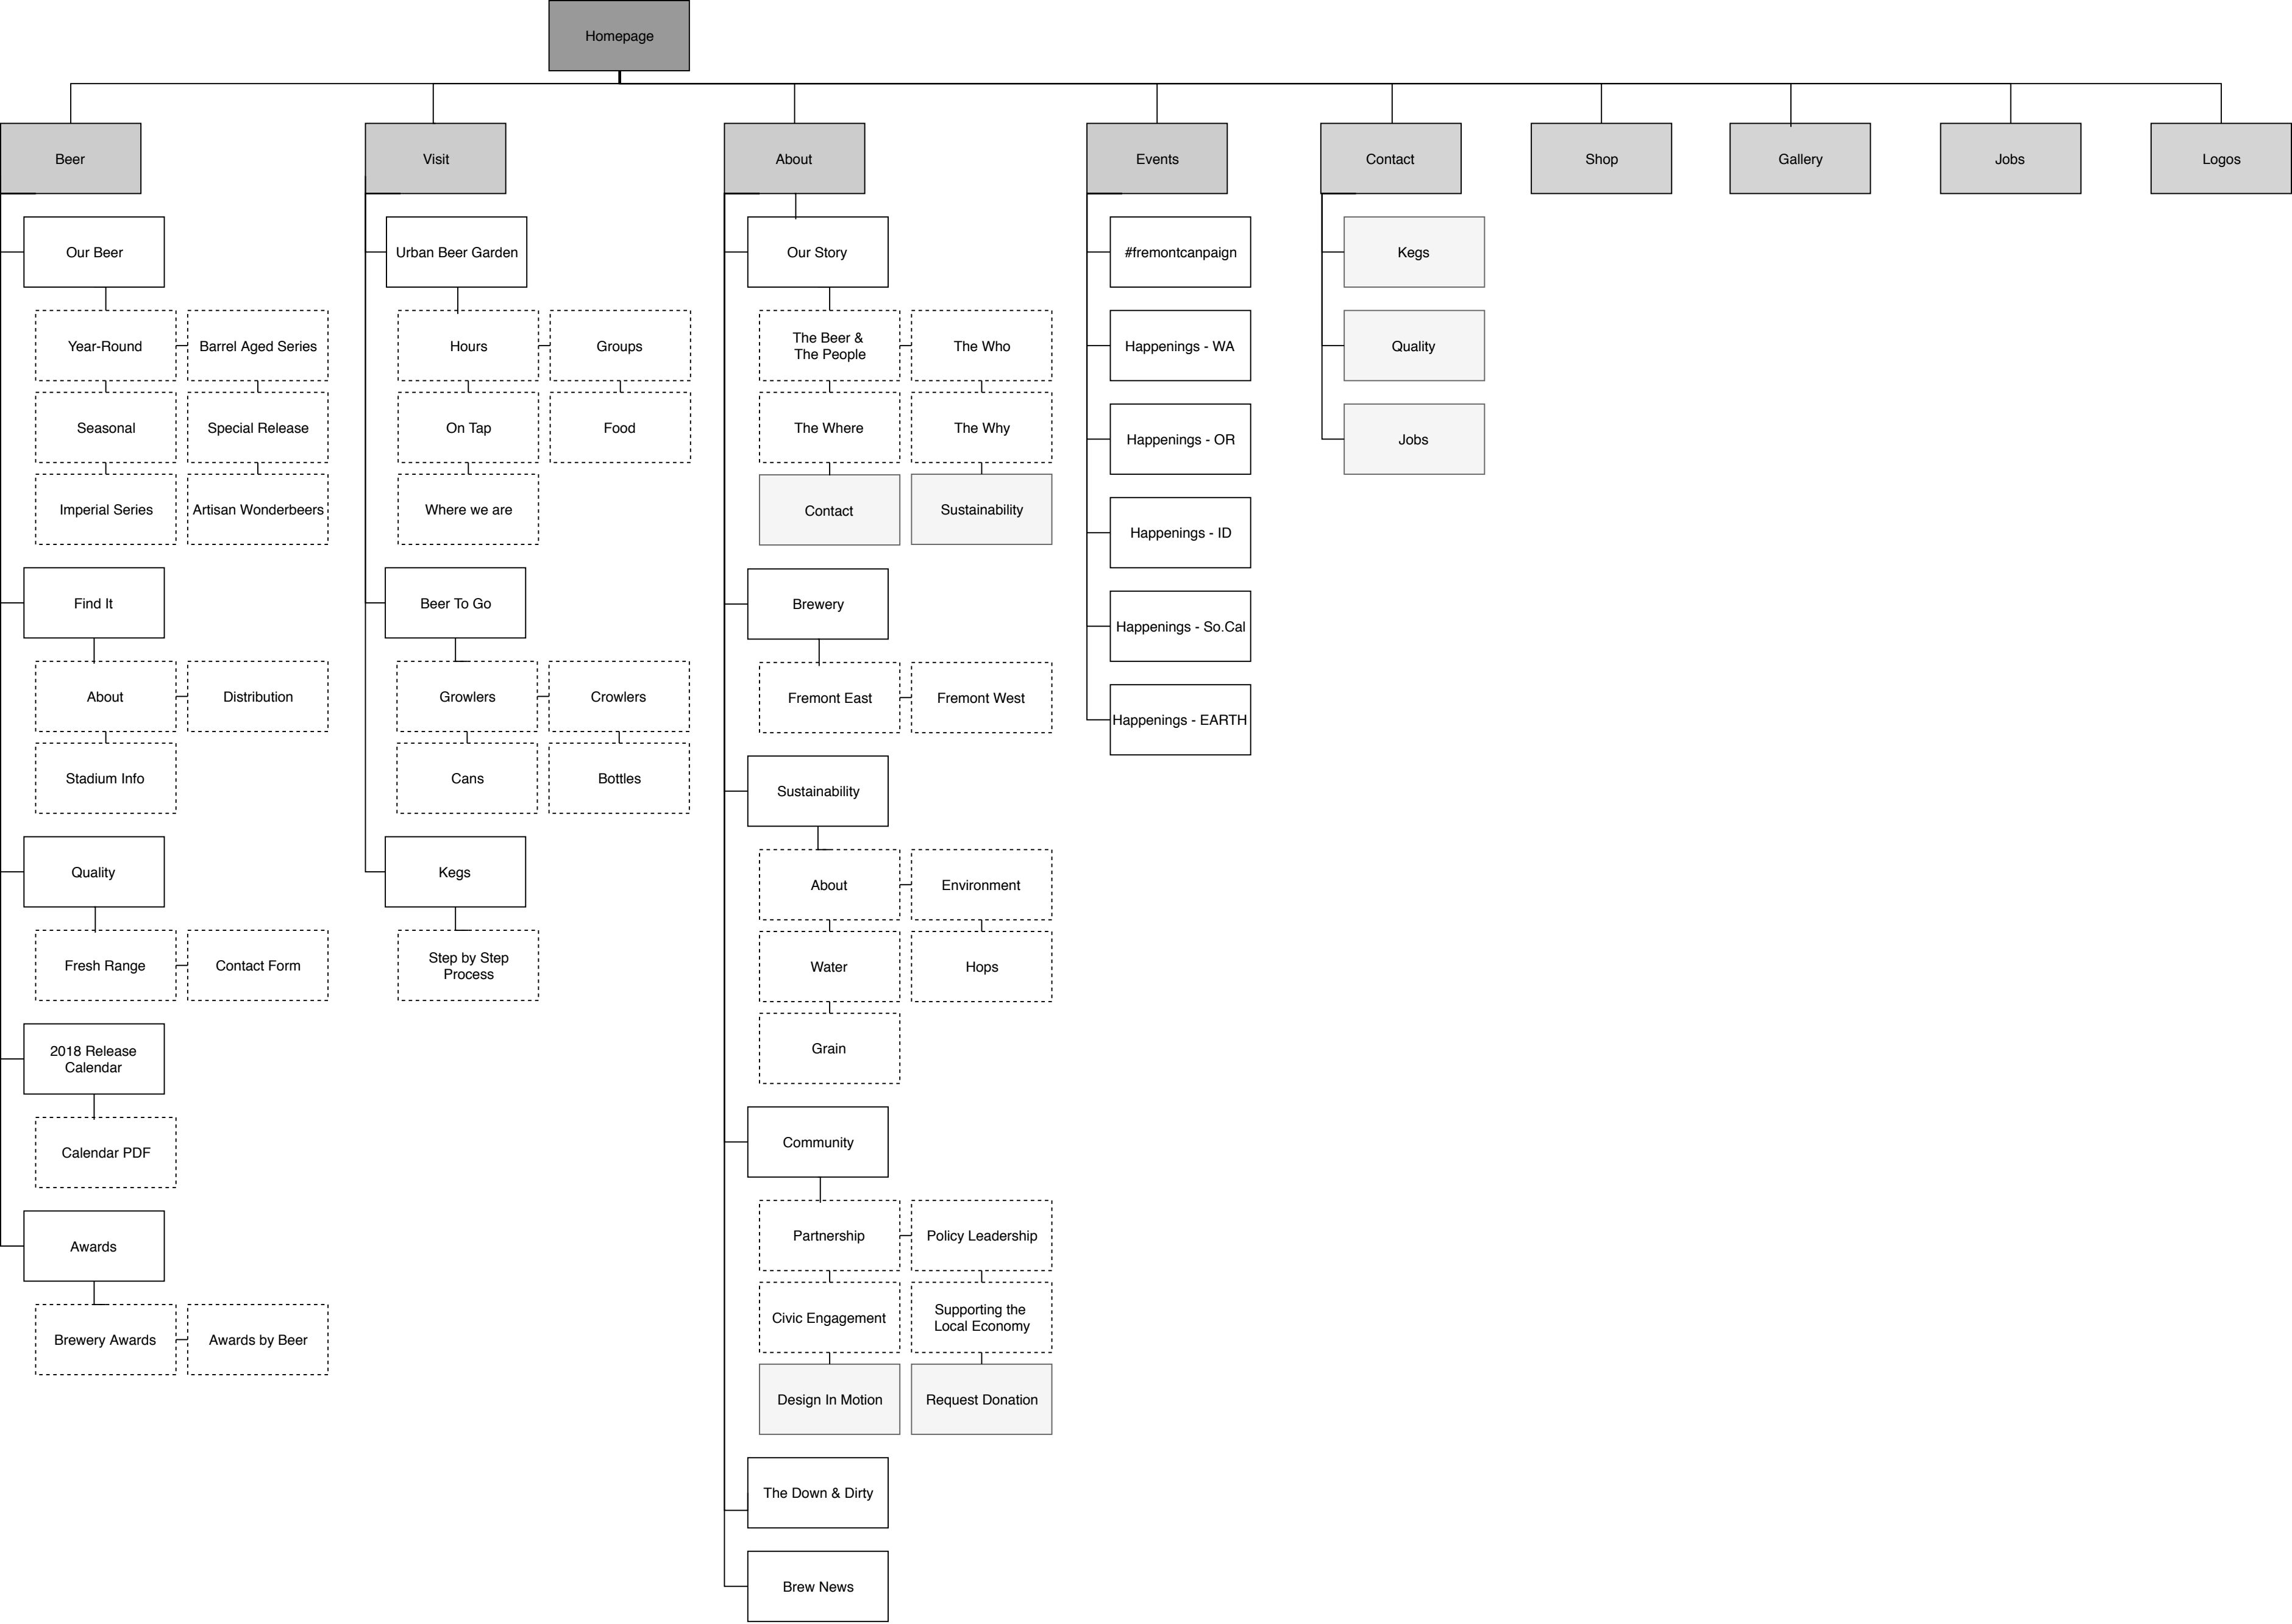 Homepage
Beer
Visit
About
Events
Contact
Shop
Gallery
Jobs
Logos
Our Beer
Year-Round
Barrel Aged Series
Seasonal
Special Release
Imperial Series
Artisan Wonderbeers
Find It
About
Distribution
Stadium Info
Quality
Fresh Range
Contact Form
2018 Release
Calendar
Calendar PDF
Awards
Brewery Awards
Awards by Beer
Urban Beer Garden
Hours
Groups
On Tap
Food
Where we are
Beer To Go
Growlers
Crowlers
Cans
Bottles
Kegs
Step by Step
Process
Our Story
The Beer &
The People
The Who
The Where
The Why
Contact
Sustainability
Brewery
Fremont East
Fremont West
Sustainability
About
Environment
Water
Hops
Grain
Community
Partnership
Policy Leadership
Civic Engagement
Supporting the
Local Economy
Design In Motion
Request Donation
The Down & Dirty
Brew News
#fremontcanpaign
Happenings - WA
Happenings - OR
Happenings - ID
Happenings - So.Cal
Happenings - EARTH
Kegs
Quality
Jobs